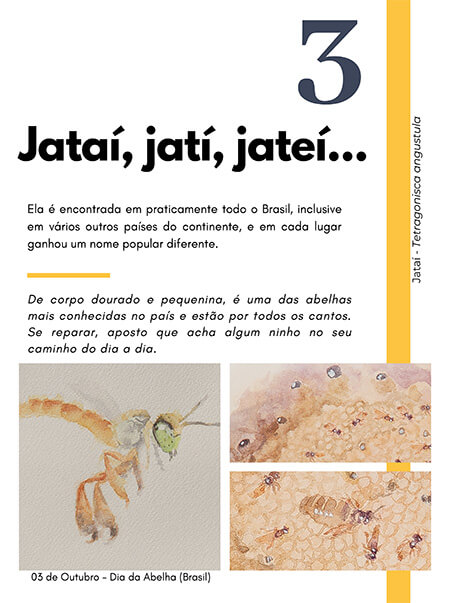 3
Jataí, jatí, jateí...
Ela é encontrada em praticamente todo o Brasil, inclusive
em vários outros países do continente, e em cada lugar
ganhou um nome popular diferente.
De corpo dourado e pequenina, é uma das abelhas
mais conhecidas no país e estão por todos os cantos.
Se reparar, aposto que acha algum ninho no seu
caminho do dia a dia.
Jataí - Tetragonisca angustula
03 de Outubro - Dia da Abelha (Brasil)